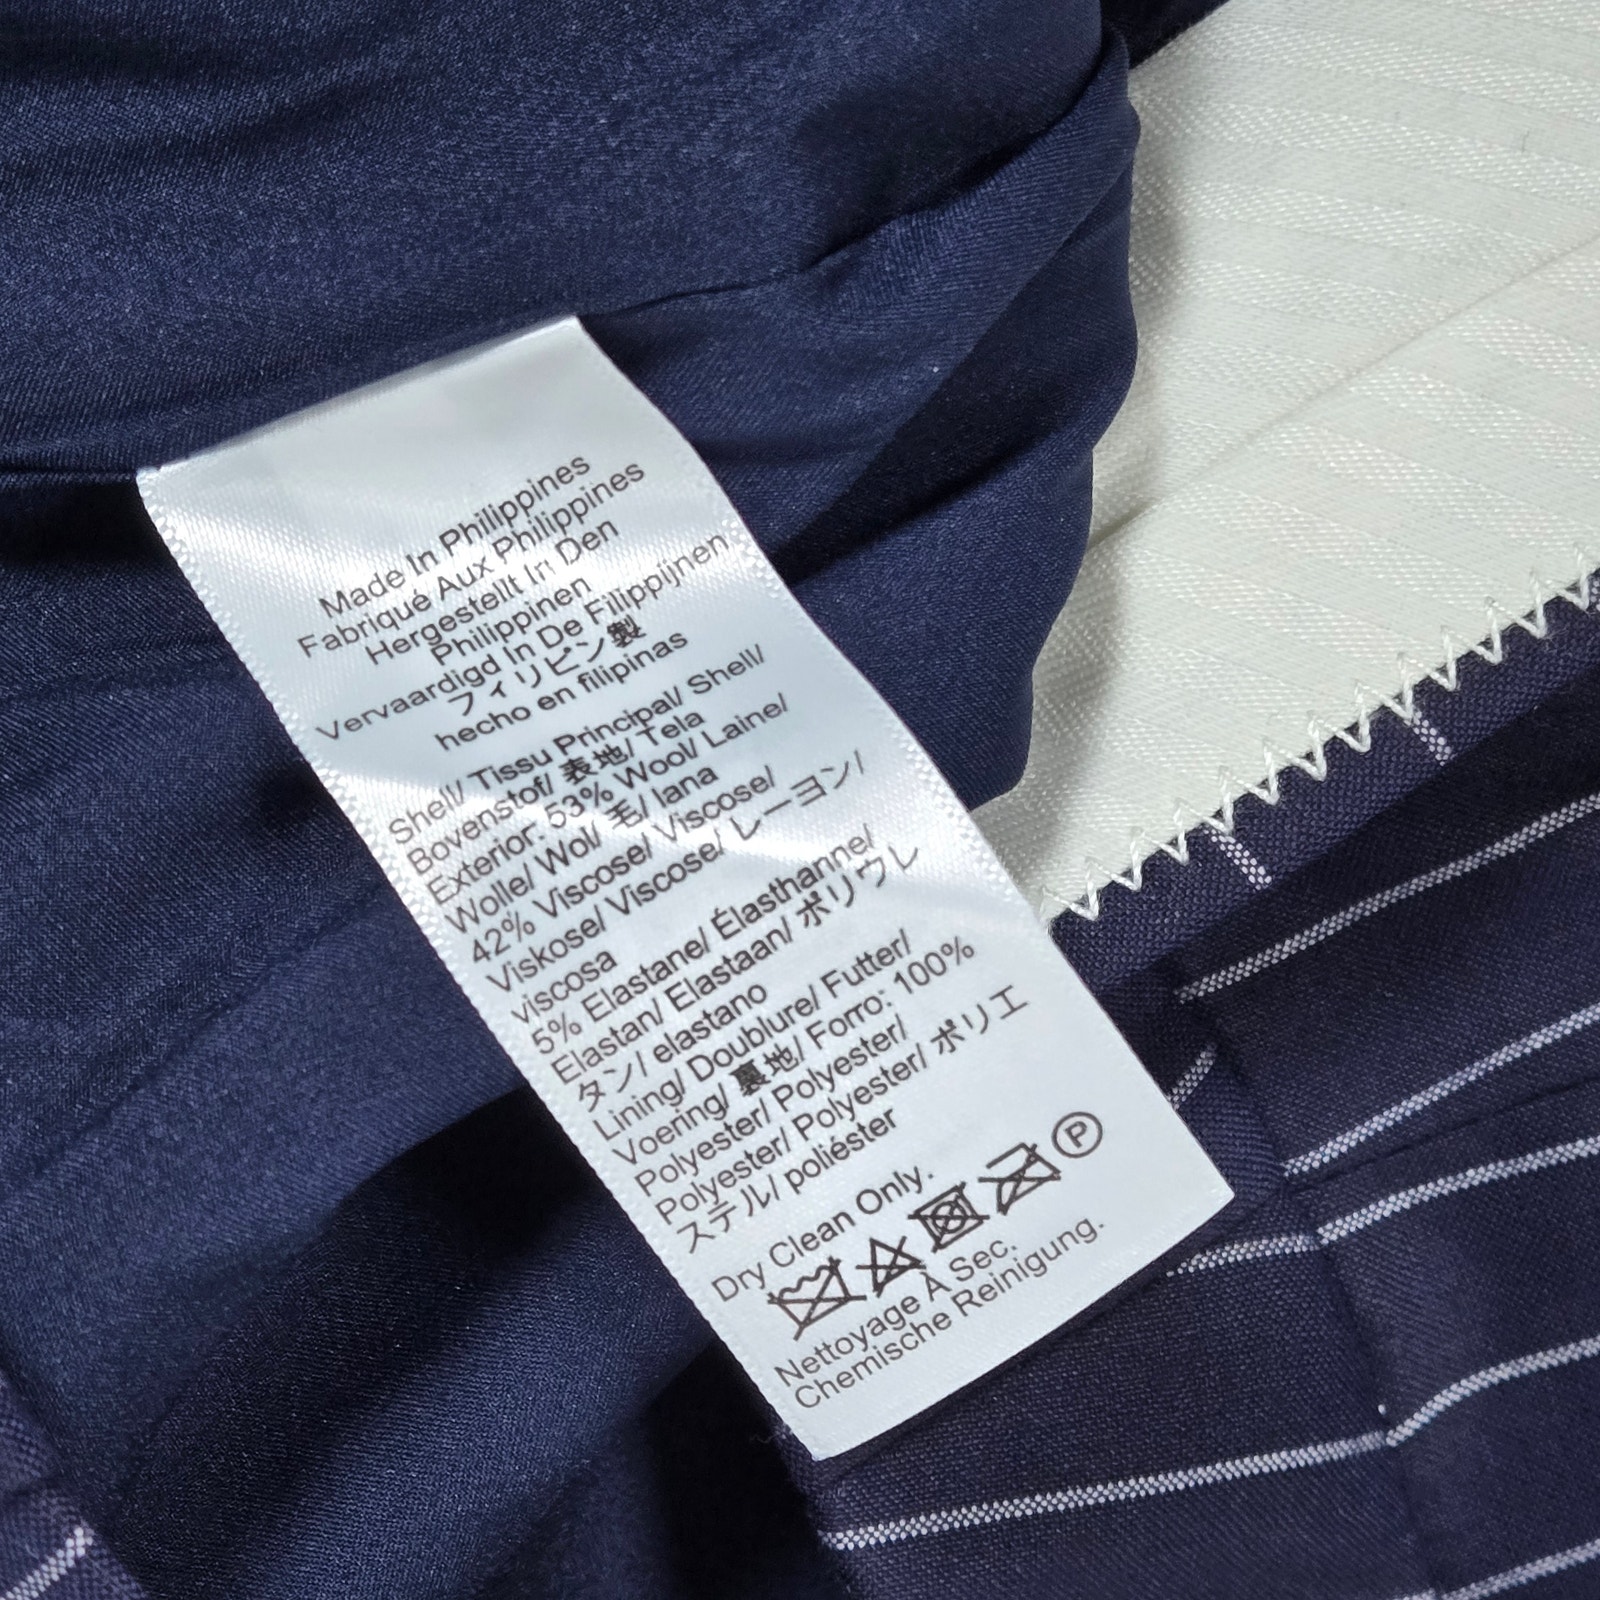 Made In Philippines
Fabriqué Aux Philippines
Hergestellt In Den
Philippinen
Vervaardigd In De Filippijnen
フィリピン製
hecho en filipinas
Shell/ Tissu Principal/ Shell/
Bovenstof/ 表地/ Tela
Exterior: 53% Wool/ Laine/
Wolle/ Wol/ 毛/ lana
42% Viscose/ Viscose/
Viskose/ Viscose/ レーヨン/
viscosa
5% Elastane/ Élasthanne/
Elastan/ Elastaan/ ポリウレ
タン/ elastano
Lining/ Doublure/ Futter/
Voering/ 裏地/ Forro: 100%
Polyester/ Polyester/
Polyester/ Polyester/ ポリエ
ステル/ poliéster
Dry Clean Only.
P
Nettoyage À Sec.
Chemische Reinigung.